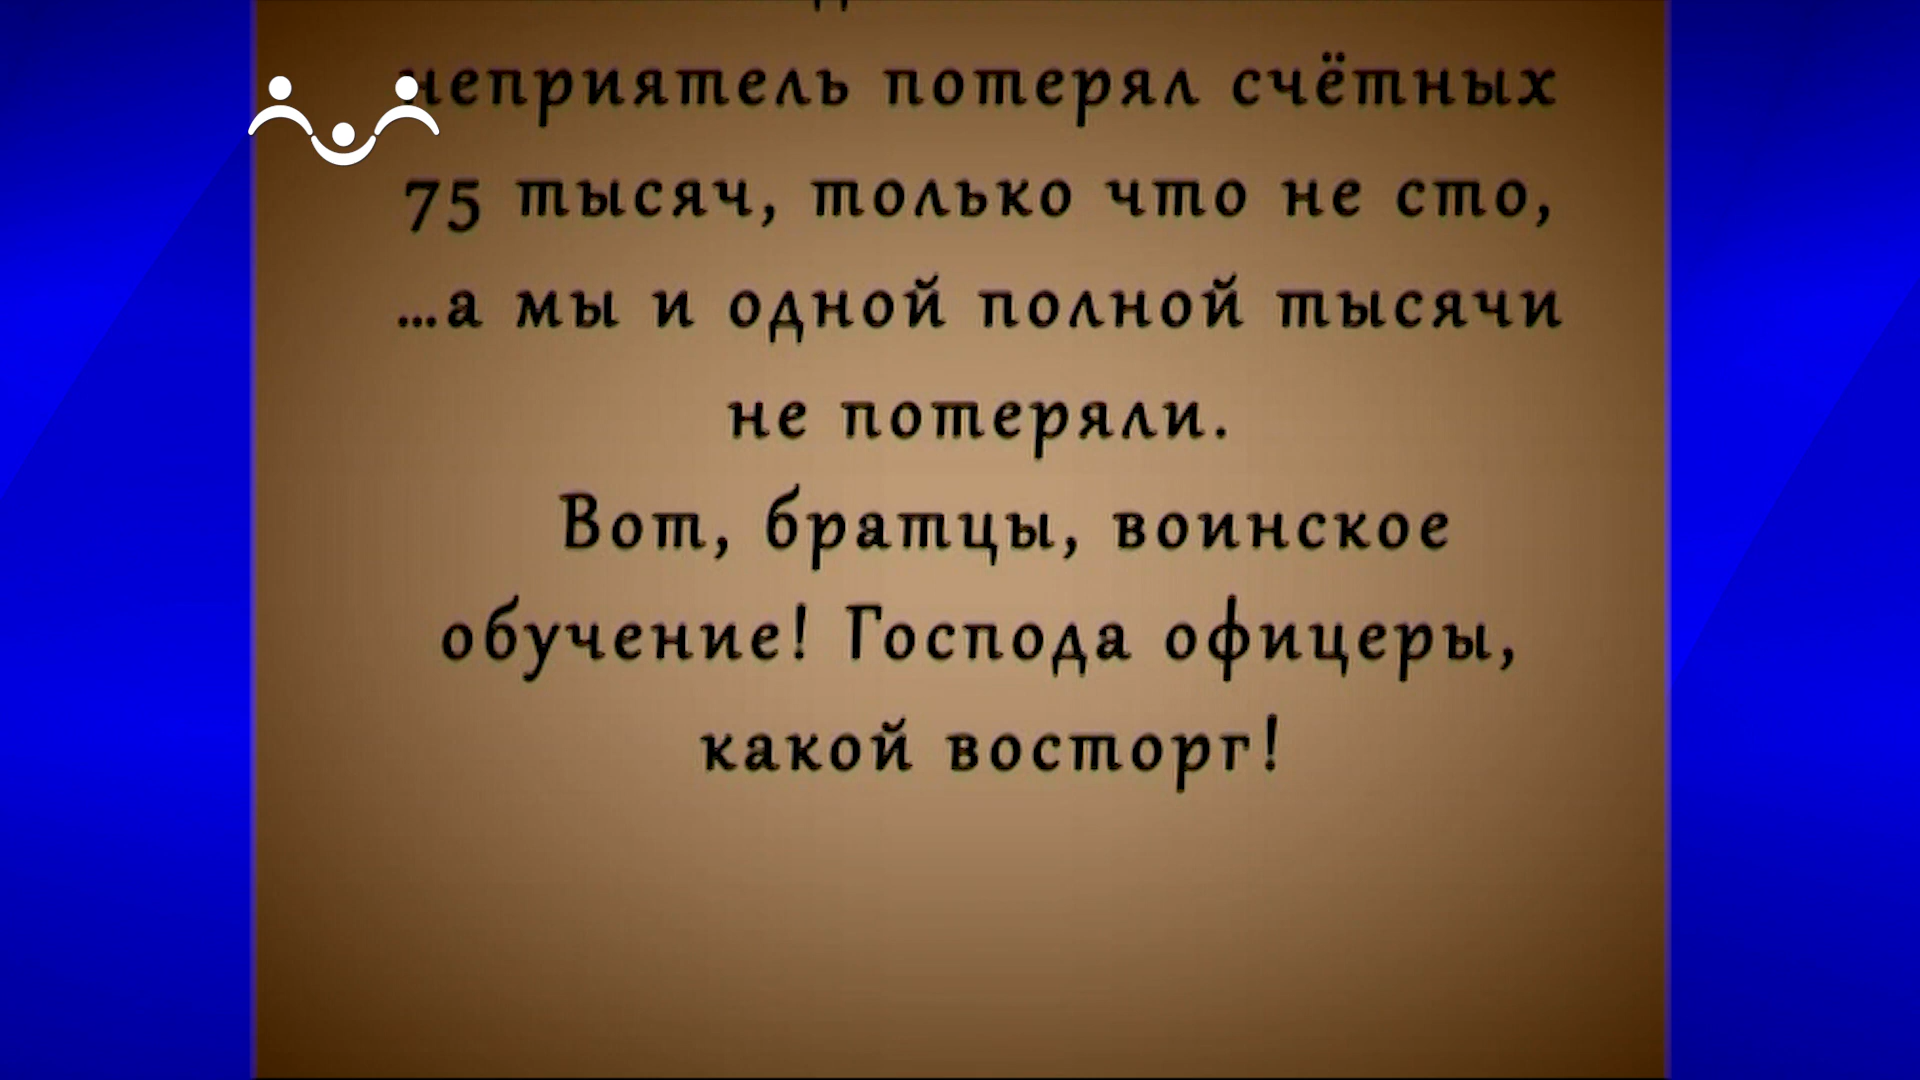 неприятель потерял счётных
75 тысяч, только что не сто,
...а мы и одной полной тысячи
не потеряли.
Вот, братцы, воинское
обучение! Господа офицеры,
какой восторг!